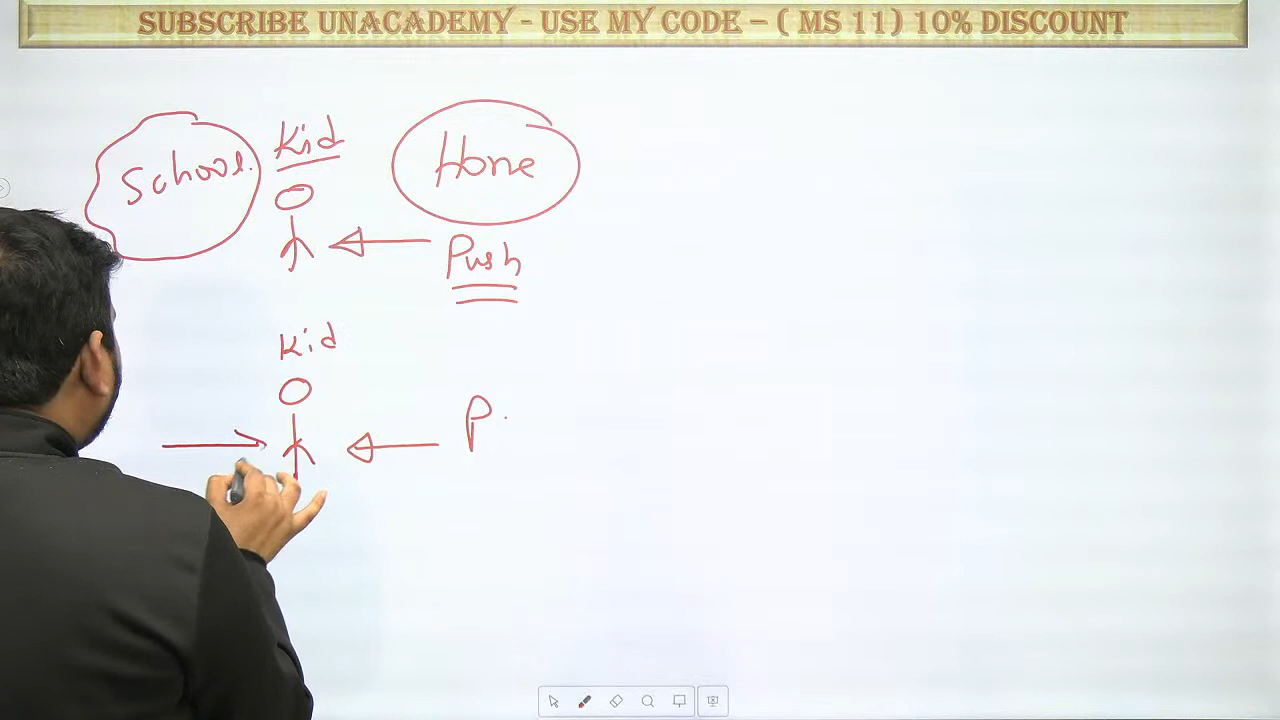 SUBSCRIBE UNACADEMY - USE MY CODE – ( MS 11) 10% DISCOUNT
School.
Kid
Home
Push
Kid
P